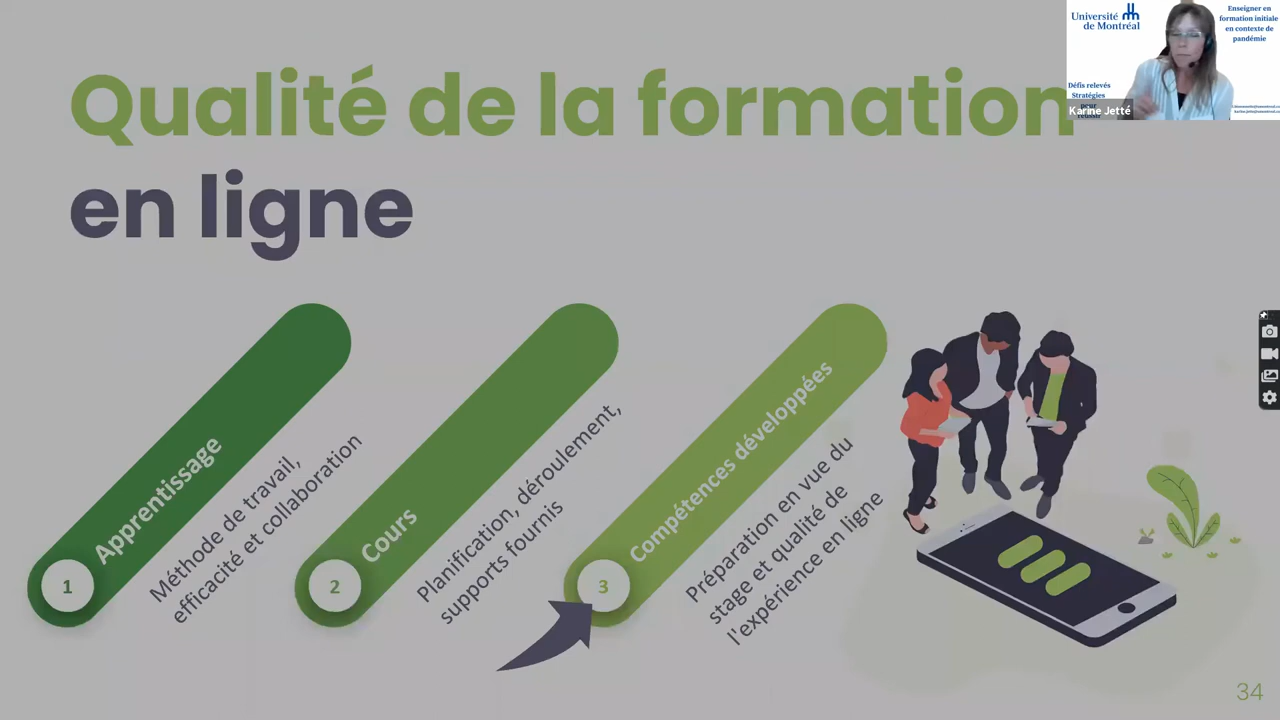 Qualité de la formation
en ligne
Université
de Montréal
Enseigner en
formation initiale
en contexte de
pandémie
Défis relevés
Stratégies
pour
réussir
Karine Jetté
1
Apprentissage
Méthode de travail,
efficacité et collaboration
2
Cours
Planification, déroulement,
supports fournis
3
Compétences développées
Préparation en vue du
stage et qualité de
l'expérience en ligne
34